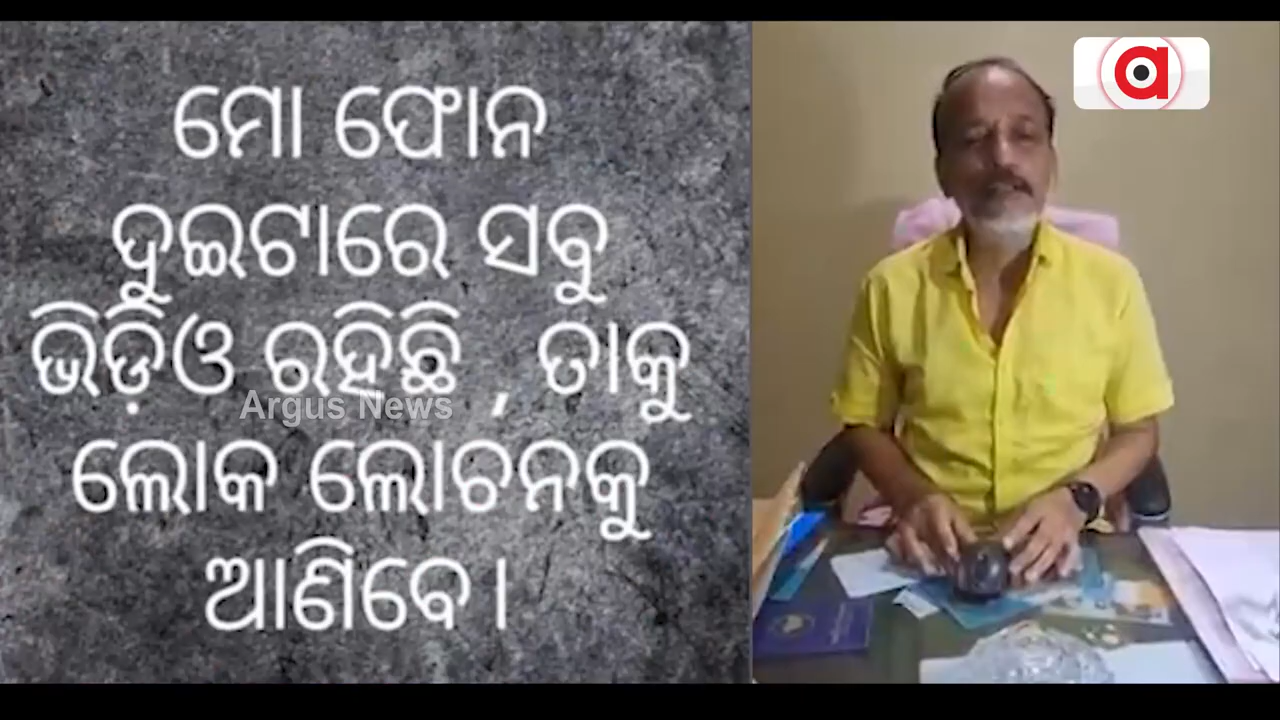 ମୋ ଫୋନ
ଦୁଇଟାରେ ସବୁ
ଭିଡ଼ିଓ ରହିଛି , ତାକୁ
Argus News
ଲୋକ ଲୋଚନକୁ
ଆଣିବେ।
a